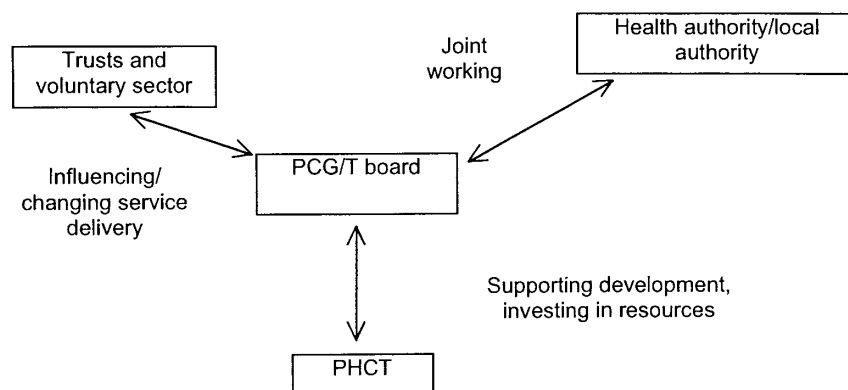 Health authority/local
authority
Joint
working
Trusts and
voluntary sector
PCG/T board
Influencing/
changing service
delivery
Supporting development,
investing in resources
PHCT